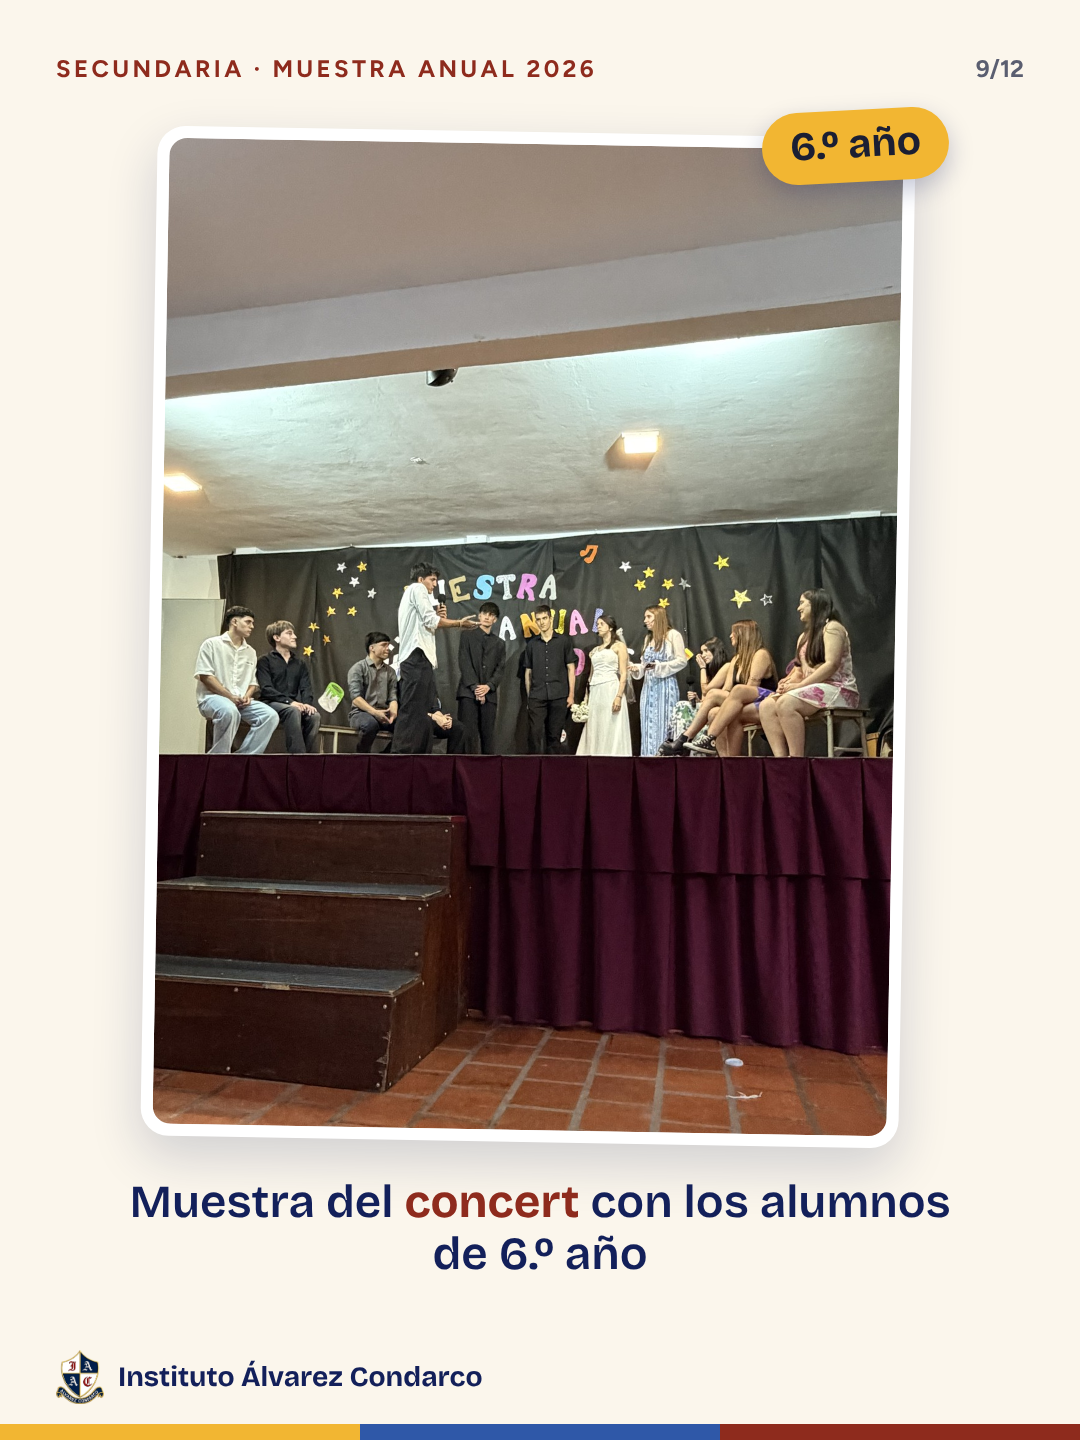 SECUNDARIA · MUESTRA ANUAL 2026
9/12
6.º año
ESTRA
ANUAL
Muestra del concert con los alumnos
de 6.º año
I A
A C
Instituto Álvarez Condarco